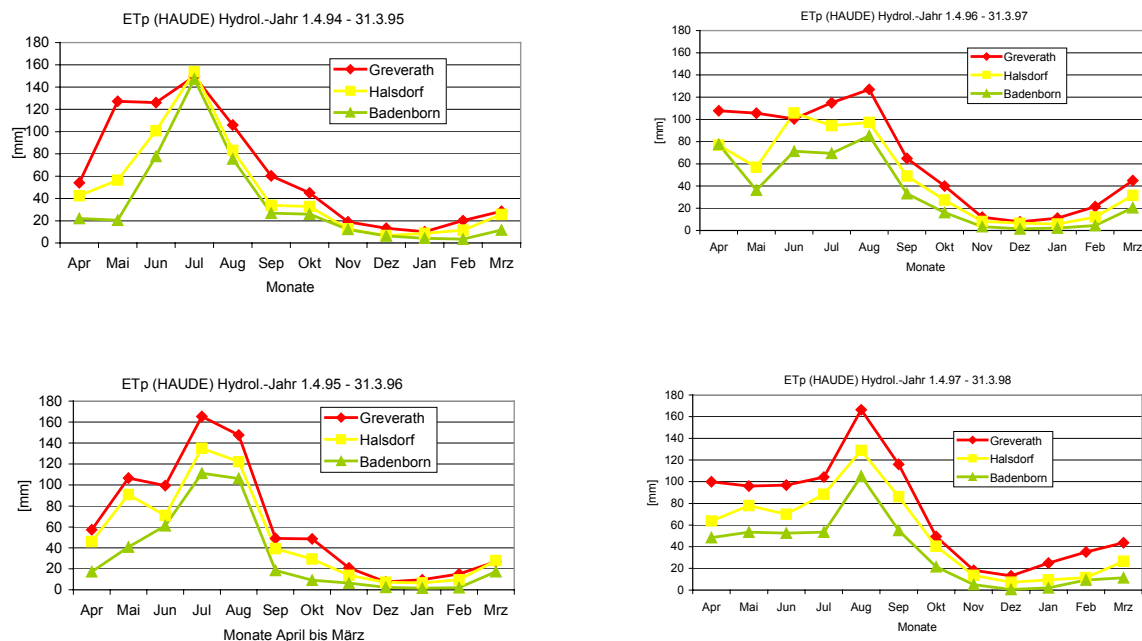 ETp (HAUDE) Hydrol.-Jahr 1.4.94 - 31.3.95
180
160
140
120
100
80
60
40
20
0
[mm]
Greverath
Halsdorf
Badenborn
Apr Mai Jun Jul Aug Sep Okt Nov Dez Jan Feb Mrz
Monate
ETp (HAUDE) Hydrol.-Jahr 1.4.96 - 31.3.97
180
160
140
120
100
80
60
40
20
0
[mm]
Greverath
Halsdorf
Badenborn
Apr Mai Jun Jul Aug Sep Okt Nov Dez Jan Feb Mrz
Monate
ETp (HAUDE) Hydrol.-Jahr 1.4.95 - 31.3.96
180
160
140
120
100
80
60
40
20
0
[mm]
Greverath
Halsdorf
Badenborn
Apr Mai Jun Jul Aug Sep Okt Nov Dez Jan Feb Mrz
Monate April bis März
ETp (HAUDE) Hydrol.-Jahr 1.4.97 - 31.3.98
180
160
140
120
100
80
60
40
20
0
[mm]
Greverath
Halsdorf
Badenborn
Apr Mai Jun Jul Aug Sep Okt Nov Dez Jan Feb Mrz
Monate